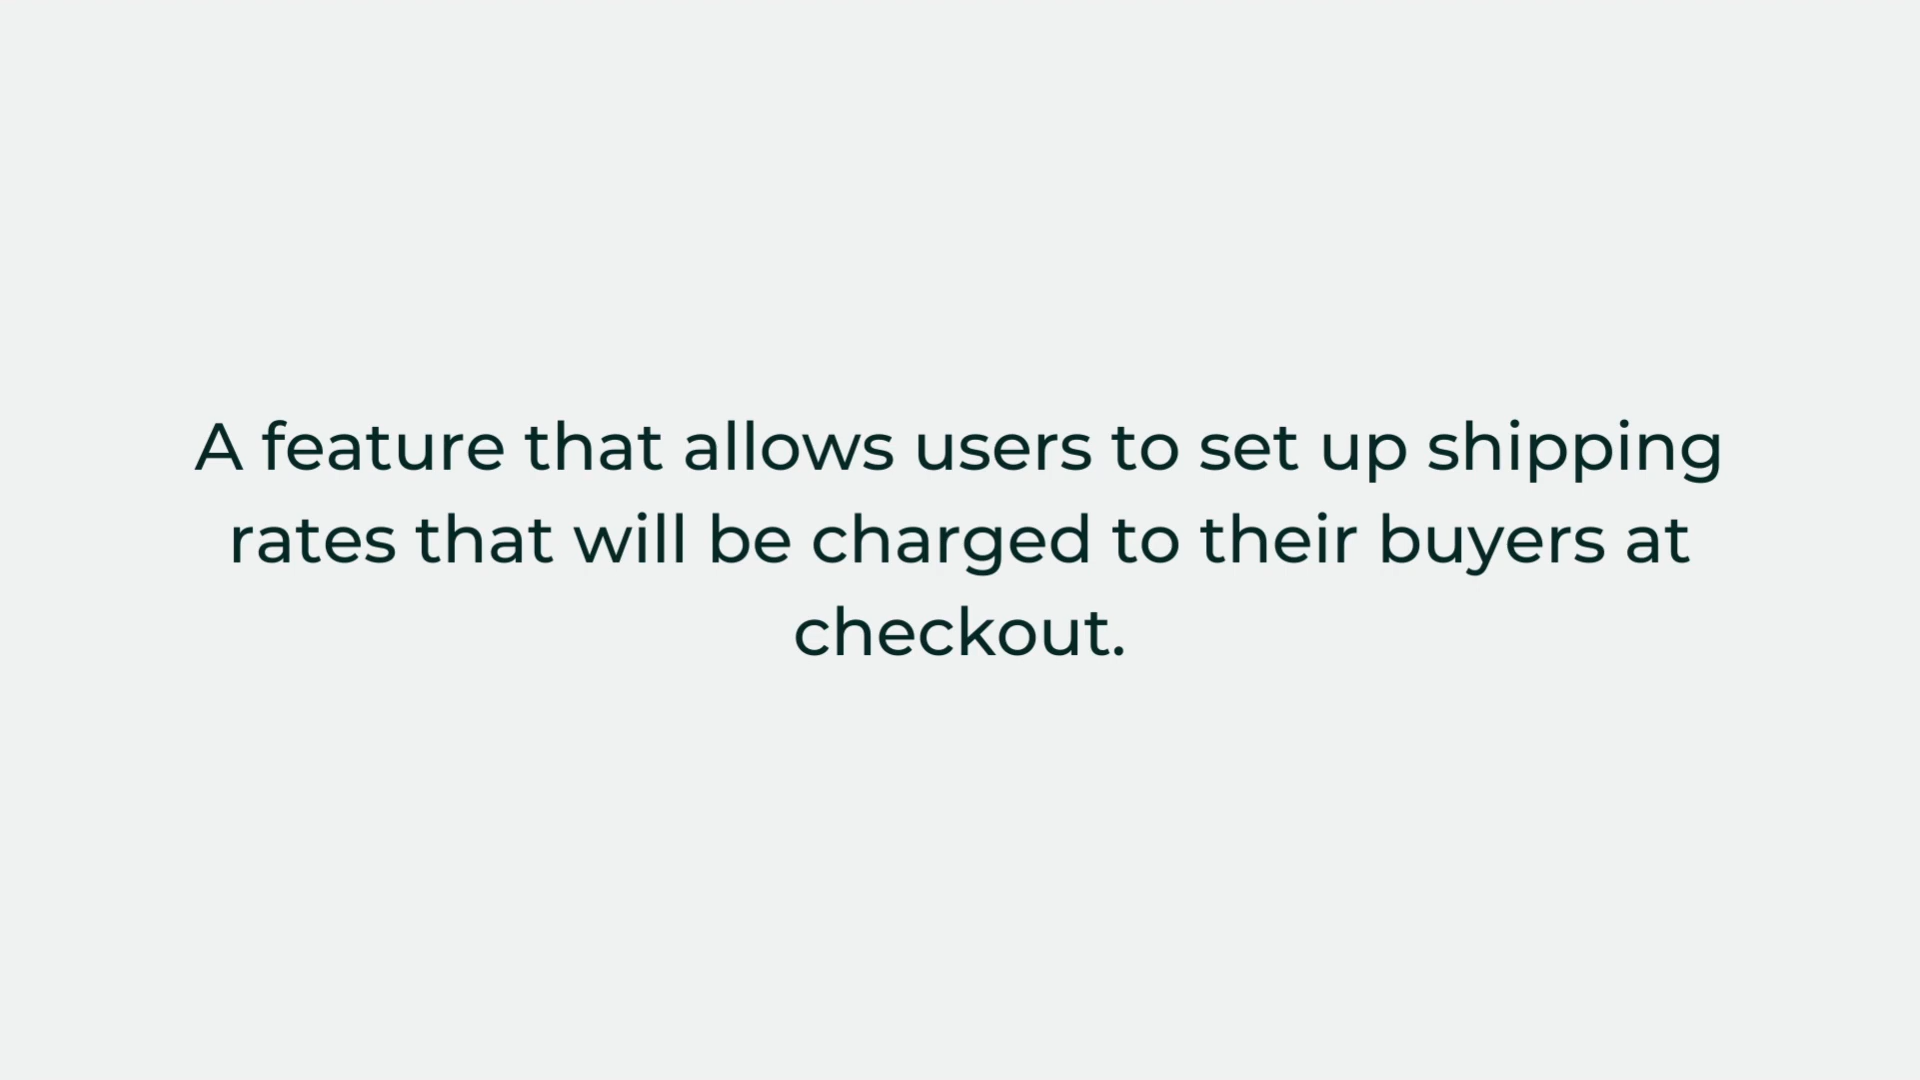 A feature that allows users to set up shipping
rates that will be charged to their buyers at
checkout.